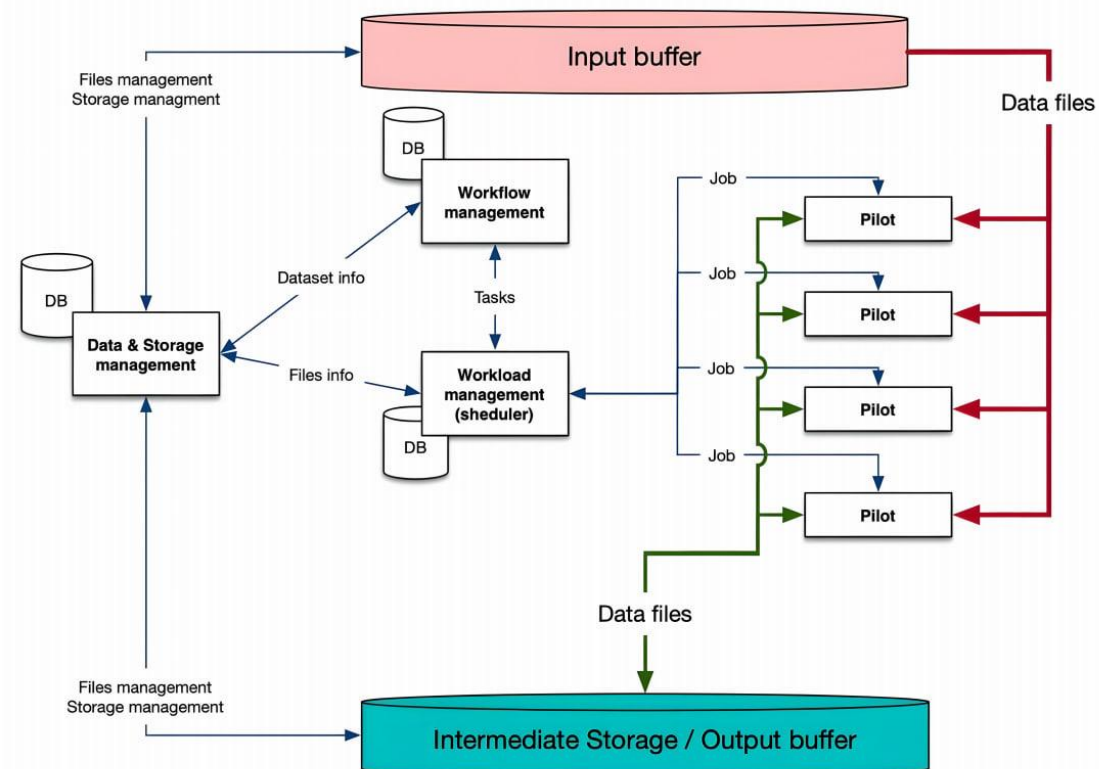 Input buffer
Files management
Storage managment
Data files
DB
Workflow
management
Job
Pilot
DB
Dataset info
Tasks
Job
Pilot
Data & Storage
management
Files info
Workload
management
(sheduler)
DB
Job
Pilot
Job
Pilot
Data files
Files management
Storage management
Intermediate Storage / Output buffer